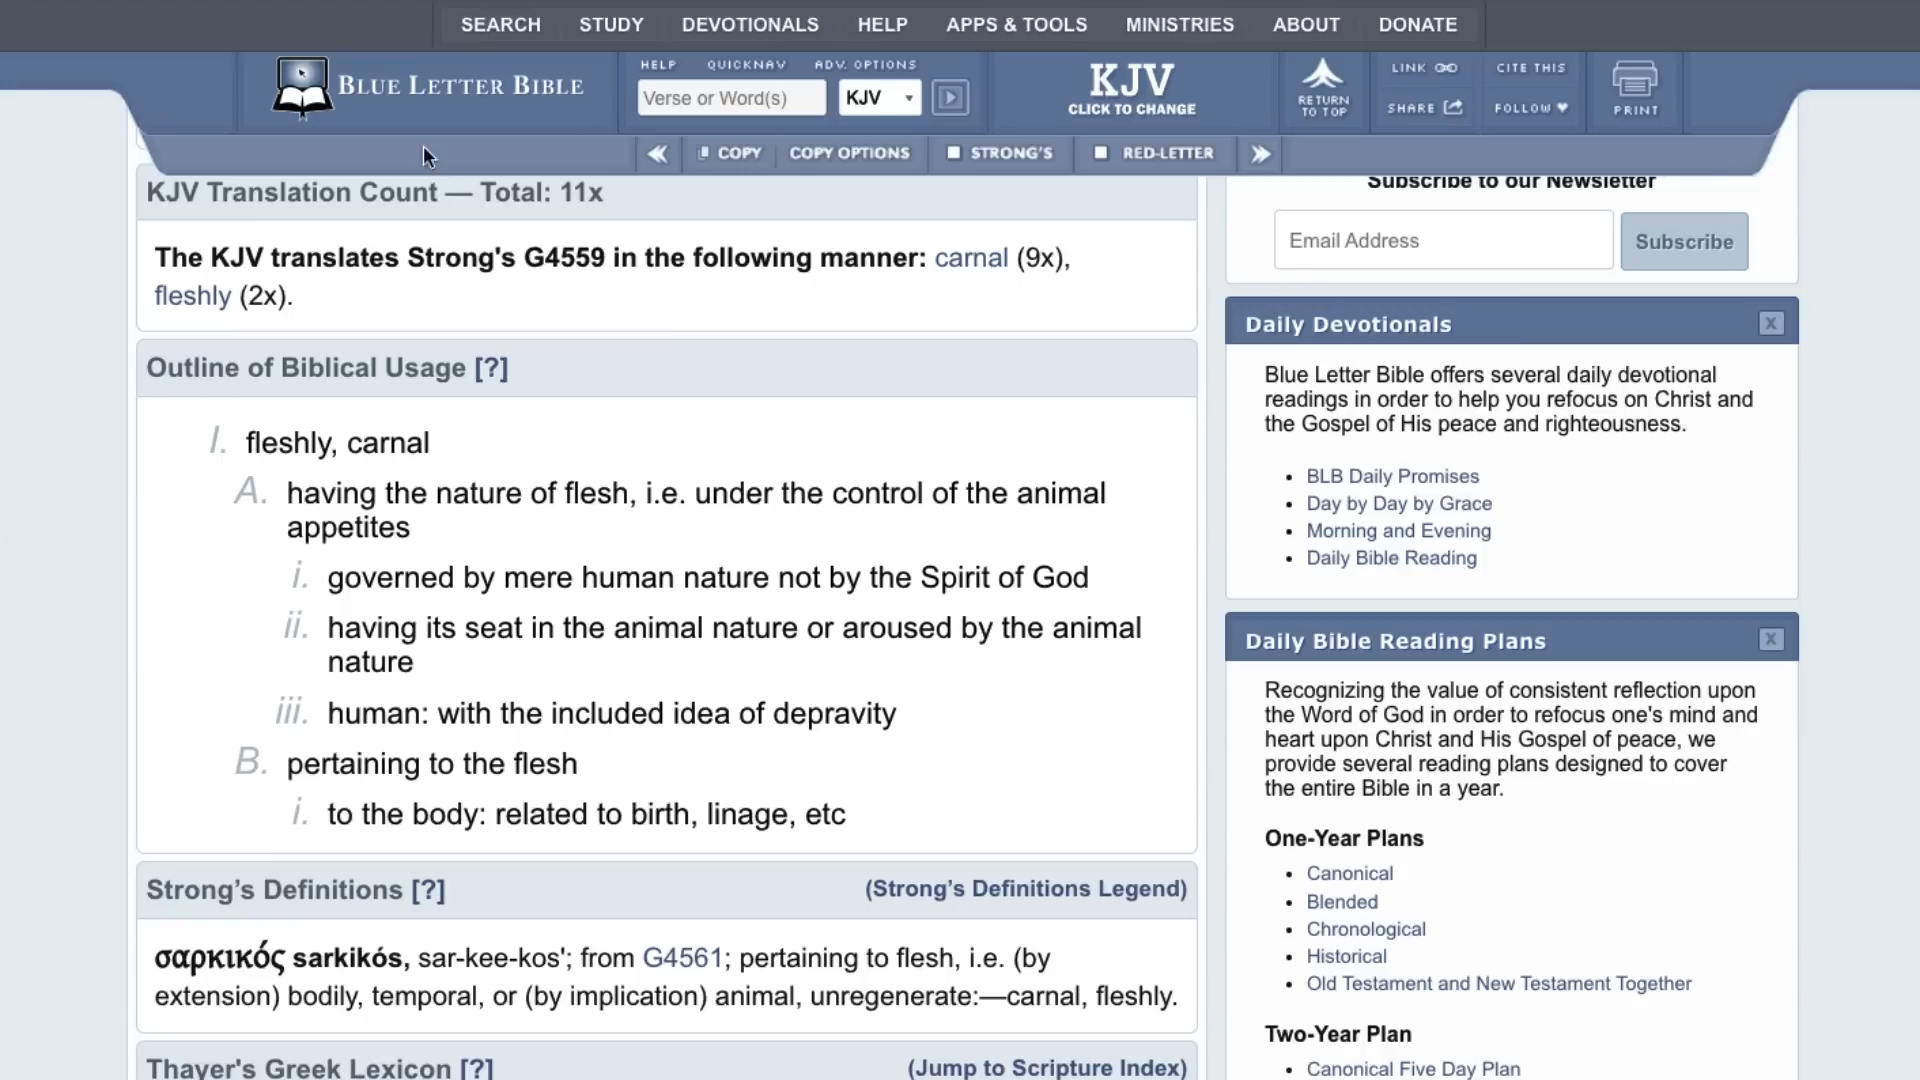 SEARCH STUDY DEVOTIONALS HELP APPS & TOOLS MINISTRIES ABOUT DONATE
BLUE LETTER BIBLE
HELP QUICKNAV ADV. OPTIONS
Verse or Word(s) KJV
KJV
CLICK TO CHANGE
RETURN
TO TOP
LINK
SHARE
CITE THIS
FOLLOW
PRINT
COPY COPY OPTIONS STRONG'S RED-LETTER
KJV Translation Count — Total: 11x
The KJV translates Strong's G4559 in the following manner: carnal (9x),
fleshly (2x).
Outline of Biblical Usage [?]
I. fleshly, carnal
A. having the nature of flesh, i.e. under the control of the animal
appetites
i. governed by mere human nature not by the Spirit of God
ii. having its seat in the animal nature or aroused by the animal
nature
iii. human: with the included idea of depravity
B. pertaining to the flesh
i. to the body: related to birth, linage, etc
Strong’s Definitions [?] (Strong’s Definitions Legend)
σαρκικός sarkikós, sar-kee-kos'; from G4561; pertaining to flesh, i.e. (by
extension) bodily, temporal, or (by implication) animal, unregenerate:—carnal, fleshly.
Thayer's Greek Lexicon [?] (Jump to Scripture Index)
Subscribe to our Newsletter
Email Address Subscribe
Daily Devotionals X
Blue Letter Bible offers several daily devotional
readings in order to help you refocus on Christ and
the Gospel of His peace and righteousness.
• BLB Daily Promises
• Day by Day by Grace
• Morning and Evening
• Daily Bible Reading
Daily Bible Reading Plans X
Recognizing the value of consistent reflection upon
the Word of God in order to refocus one's mind and
heart upon Christ and His Gospel of peace, we
provide several reading plans designed to cover
the entire Bible in a year.
One-Year Plans
• Canonical
• Blended
• Chronological
• Historical
• Old Testament and New Testament Together
Two-Year Plan
• Canonical Five Day Plan